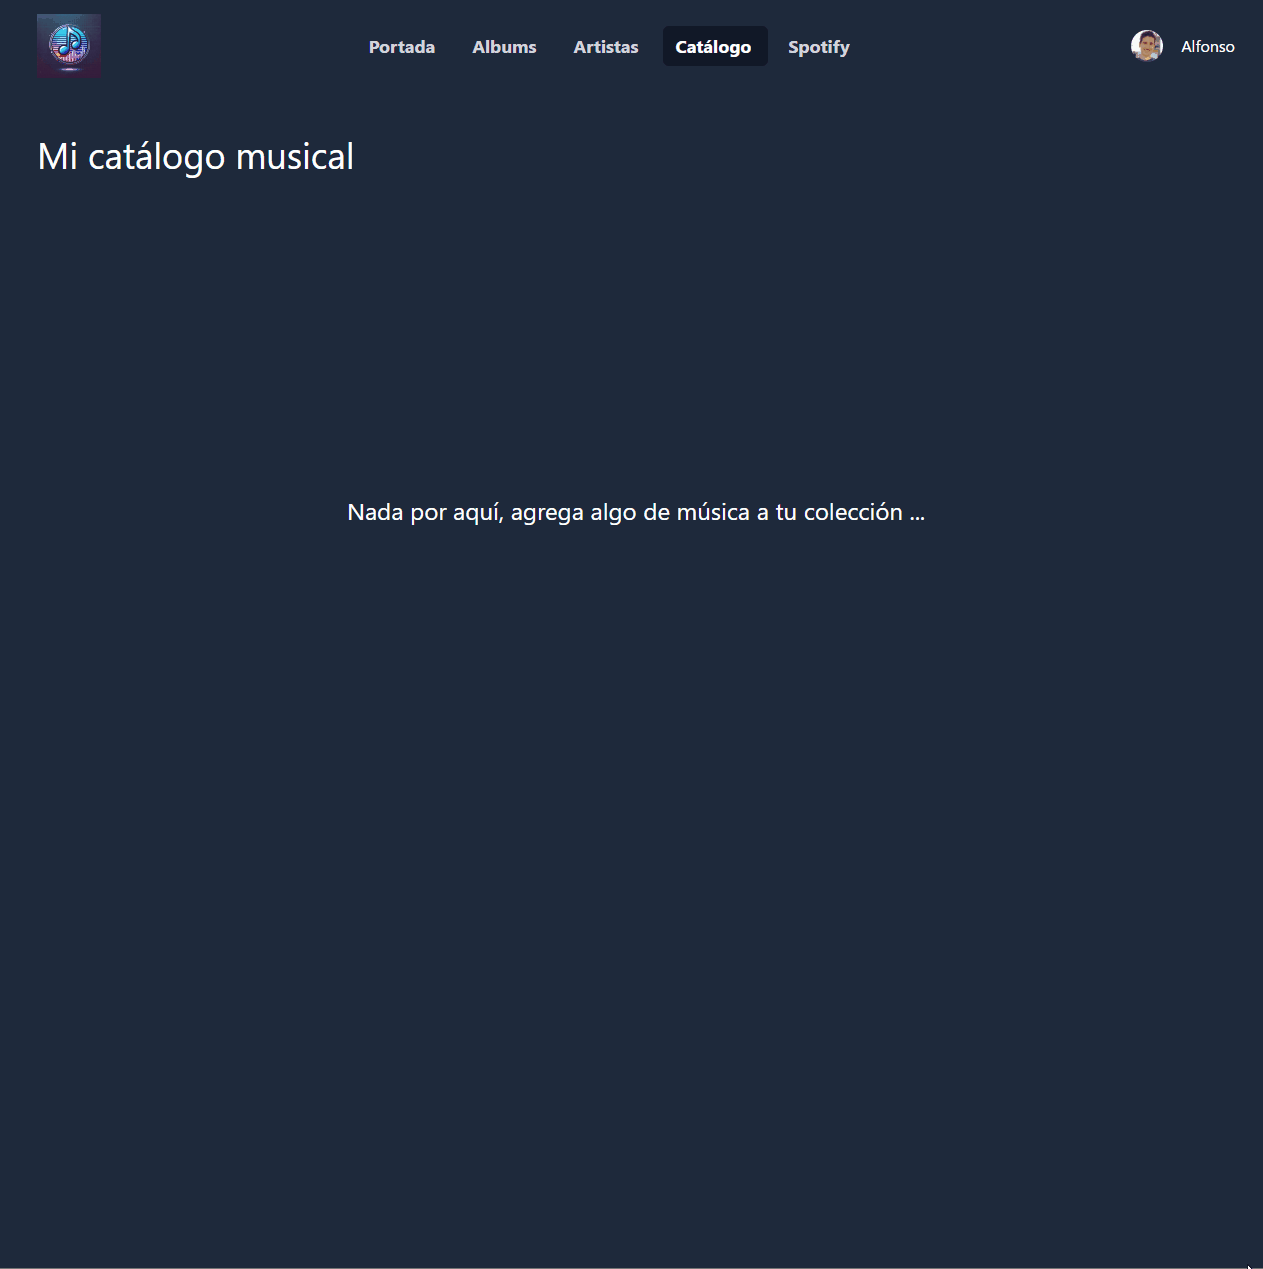 Portada Albums Artistas Catálogo Spotify Alfonso
Mi catálogo musical
Nada por aquí, agrega algo de música a tu colección ...